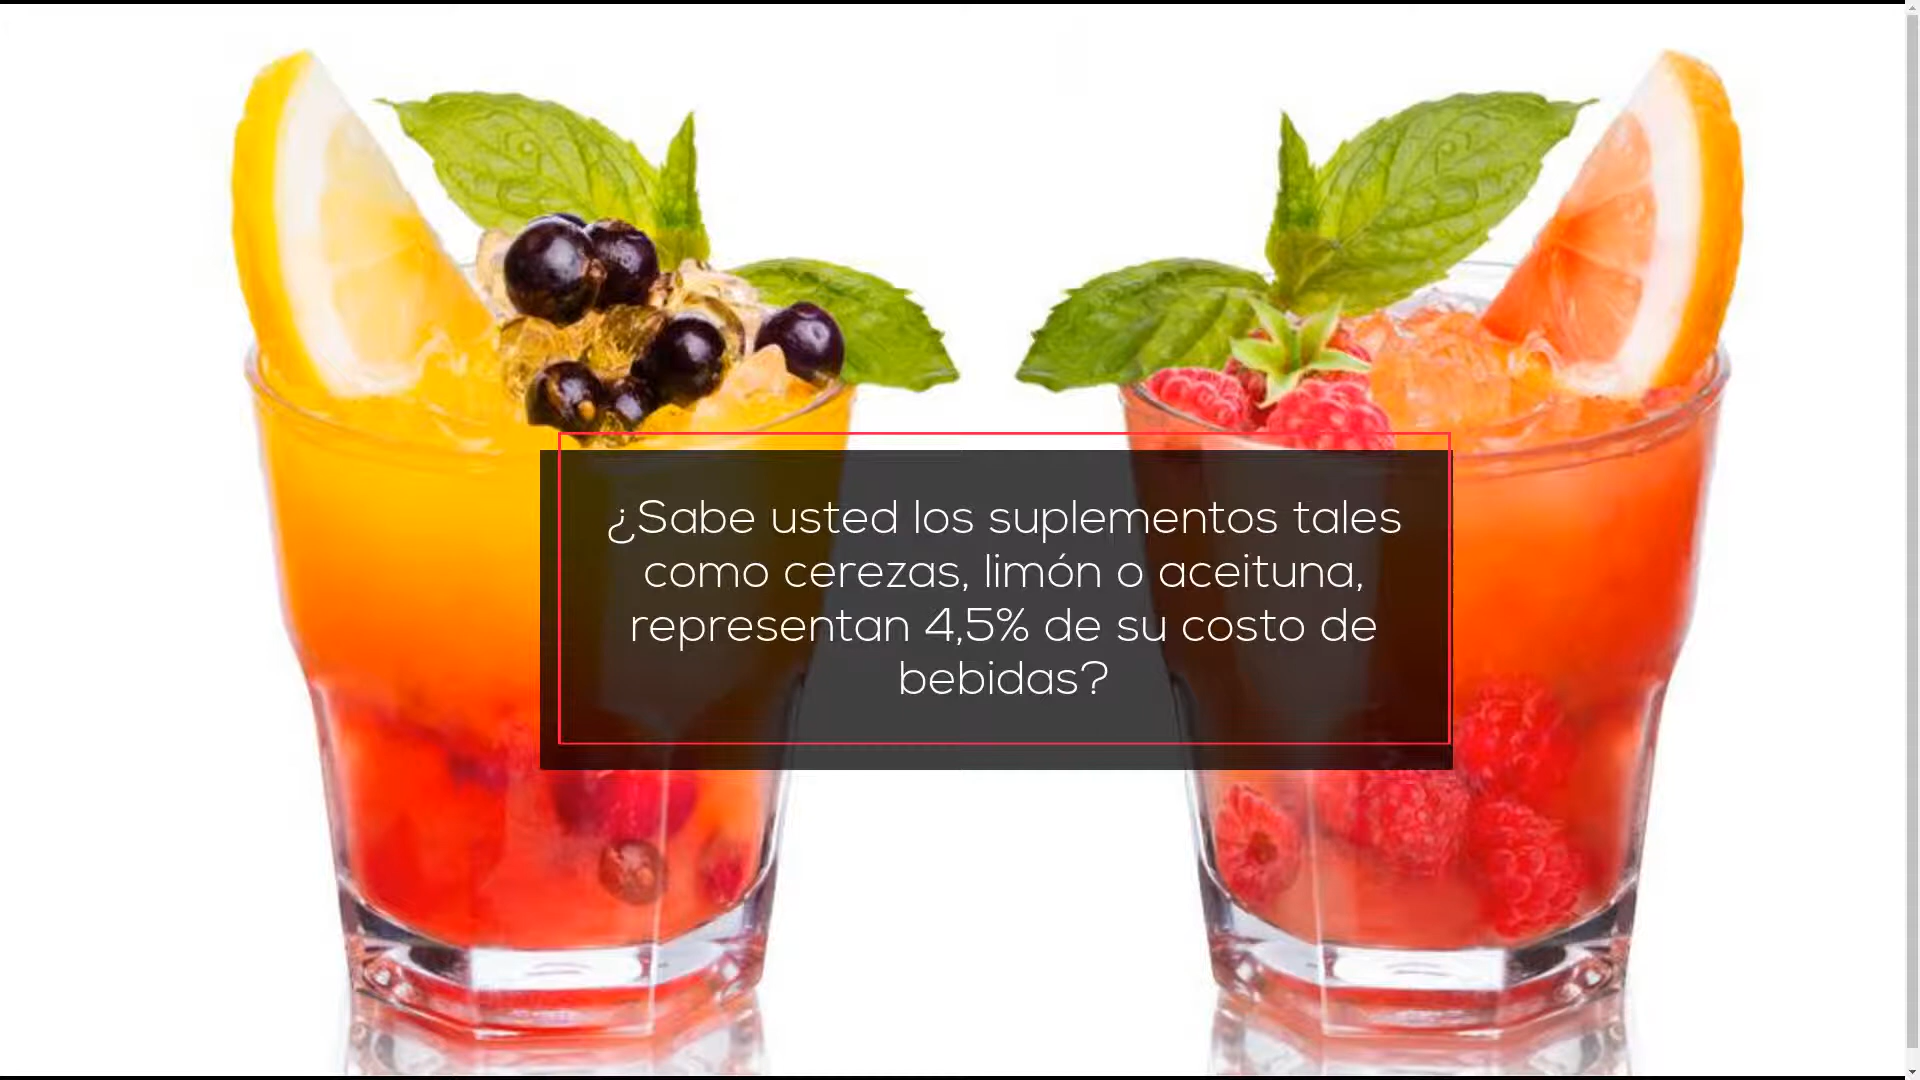 ¿Sabe usted los suplementos tales
como cerezas, limón o aceituna,
representan 4,5% de su costo de
bebidas?